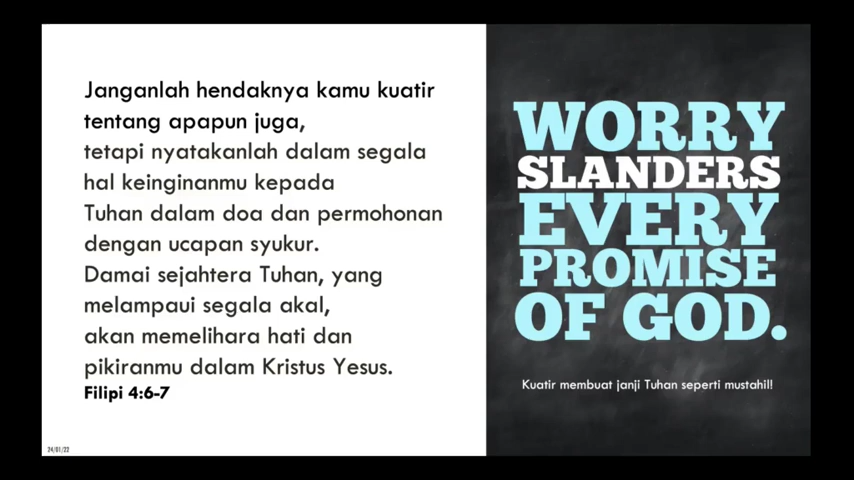 Janganlah hendaknya kamu kuatir
tentang apapun juga,
tetapi nyatakanlah dalam segala
hal keinginanmu kepada
Tuhan dalam doa dan permohonan
dengan ucapan syukur.
Damai sejahtera Tuhan, yang
melampaui segala akal,
akan memelihara hati dan
pikiranmu dalam Kristus Yesus.
Filipi 4:6-7
24/01/22
WORRY
SLANDERS
EVERY
PROMISE
OF GOD.
Kuatir membuat janji Tuhan seperti mustahil!